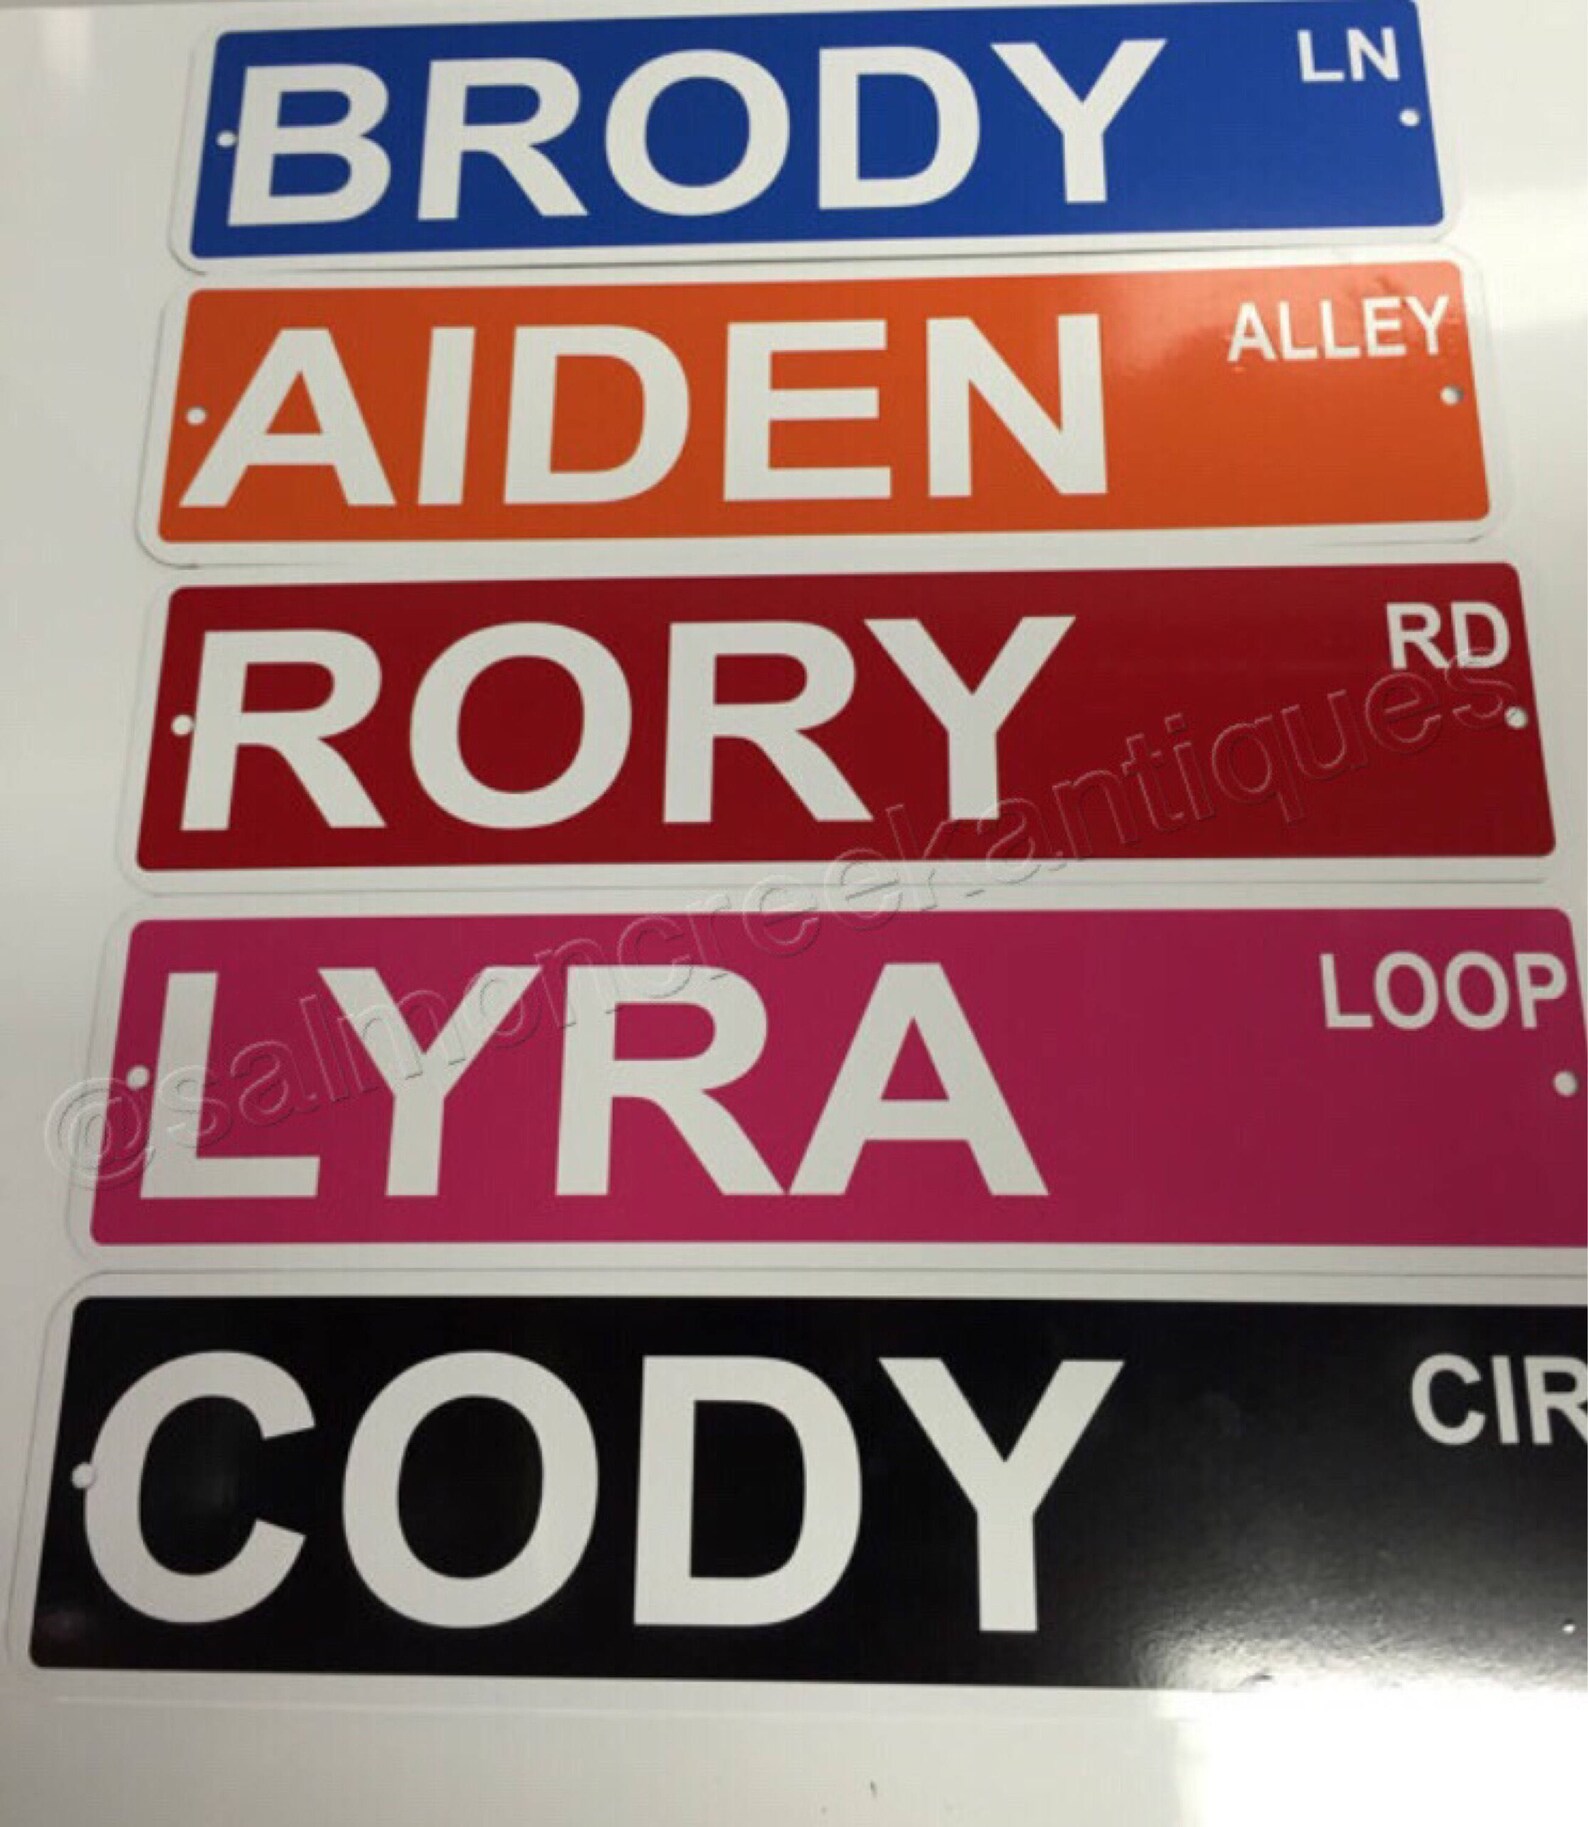 BRODY LN
AIDEN ALLEY
RORY RD
LYRA LOOP
CODY CIR
@salmoncreekantiques